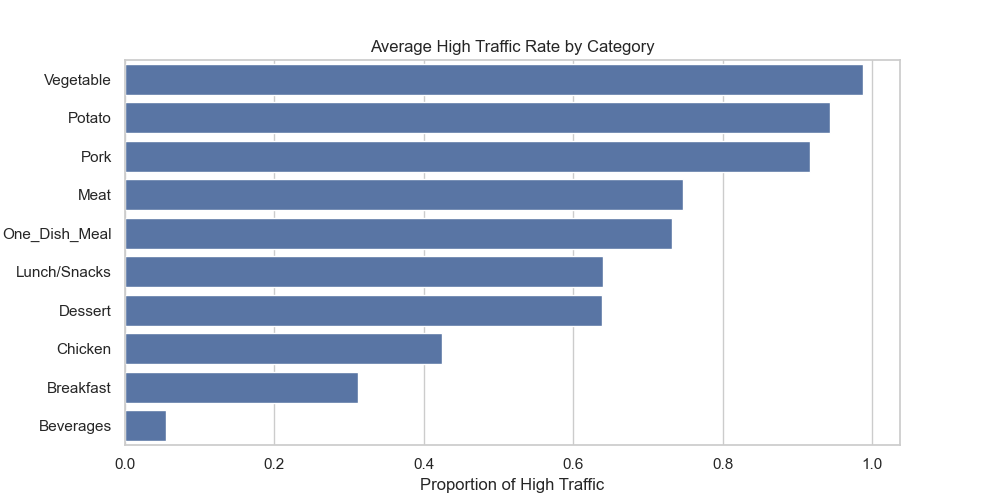 Average High Traffic Rate by Category
Vegetable
Potato
Pork
Meat
One_Dish_Meal
Lunch/Snacks
Dessert
Chicken
Breakfast
Beverages
0.0 0.2 0.4 0.6 0.8 1.0
Proportion of High Traffic